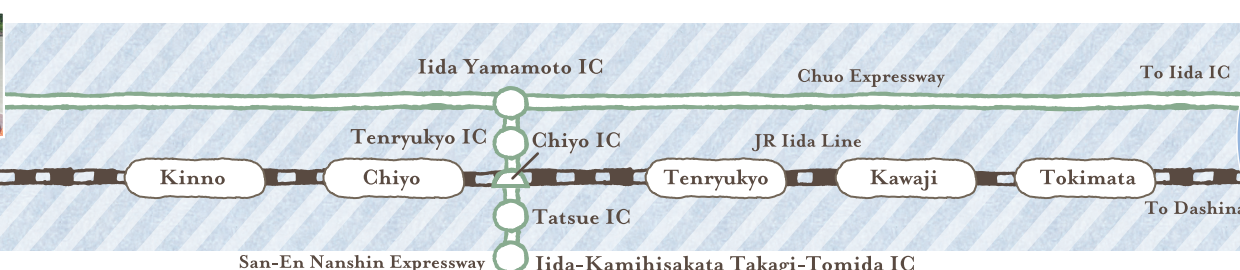 Iida Yamamoto IC
Chuo Expressway
To Iida IC
Tenryukyo IC
Chiyo IC
JR Iida Line
Kinno
Chiyo
Tenryukyo
Kawaji
Tokimata
To Dashina
Tatsue IC
San-En Nanshin Expressway
Iida-Kamihisakata Takagi-Tomida IC